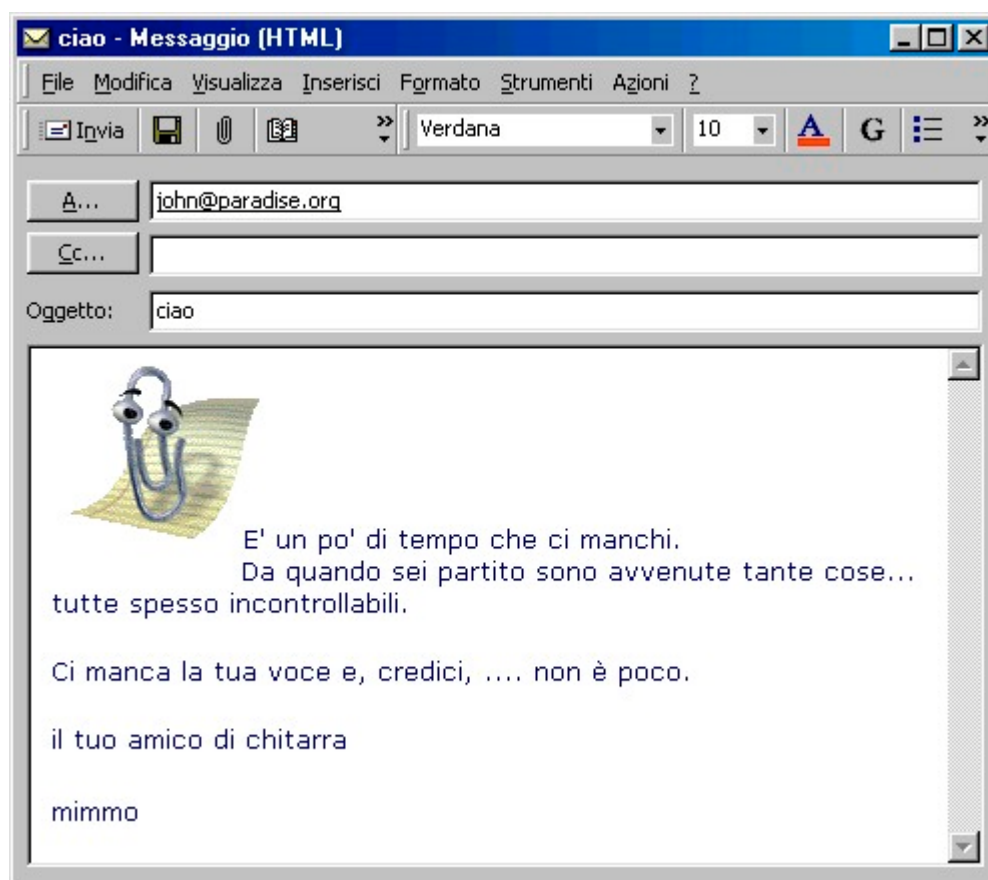 ciao - Messaggio (HTML)
File Modifica Visualizza Inserisci Formato Strumenti Azioni ?
Invia Verdana 10 A G
A... john@paradise.org
Cc...
Oggetto: ciao
E' un po' di tempo che ci manchi.
Da quando sei partito sono avvenute tante cose...
tutte spesso incontrollabili.
Ci manca la tua voce e, credici, .... non è poco.
il tuo amico di chitarra
mimmo